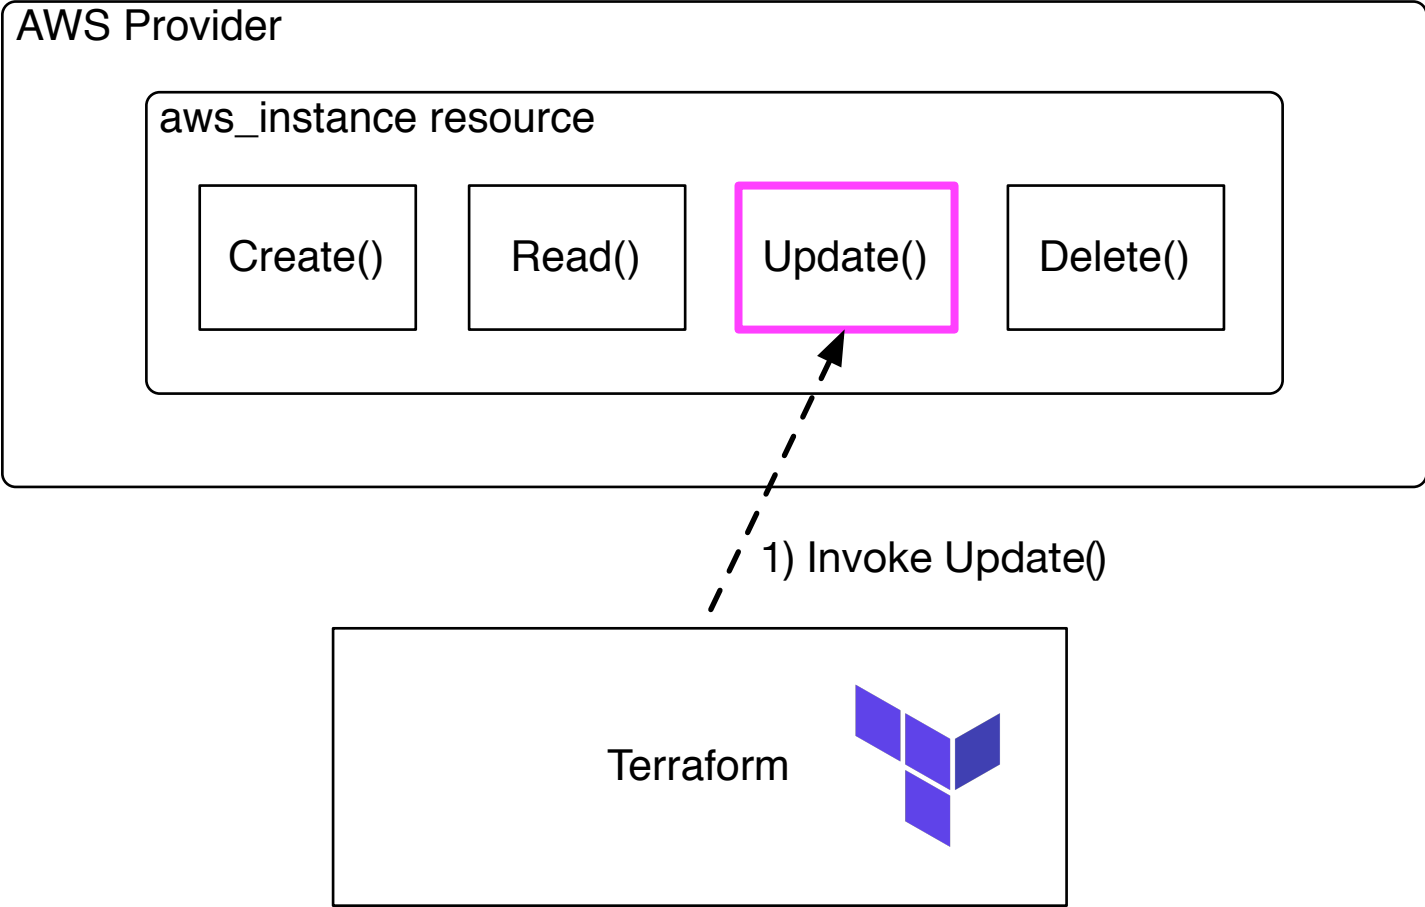 AWS Provider
aws_instance resource
Create()
Read()
Update()
Delete()
1) Invoke Update()
Terraform